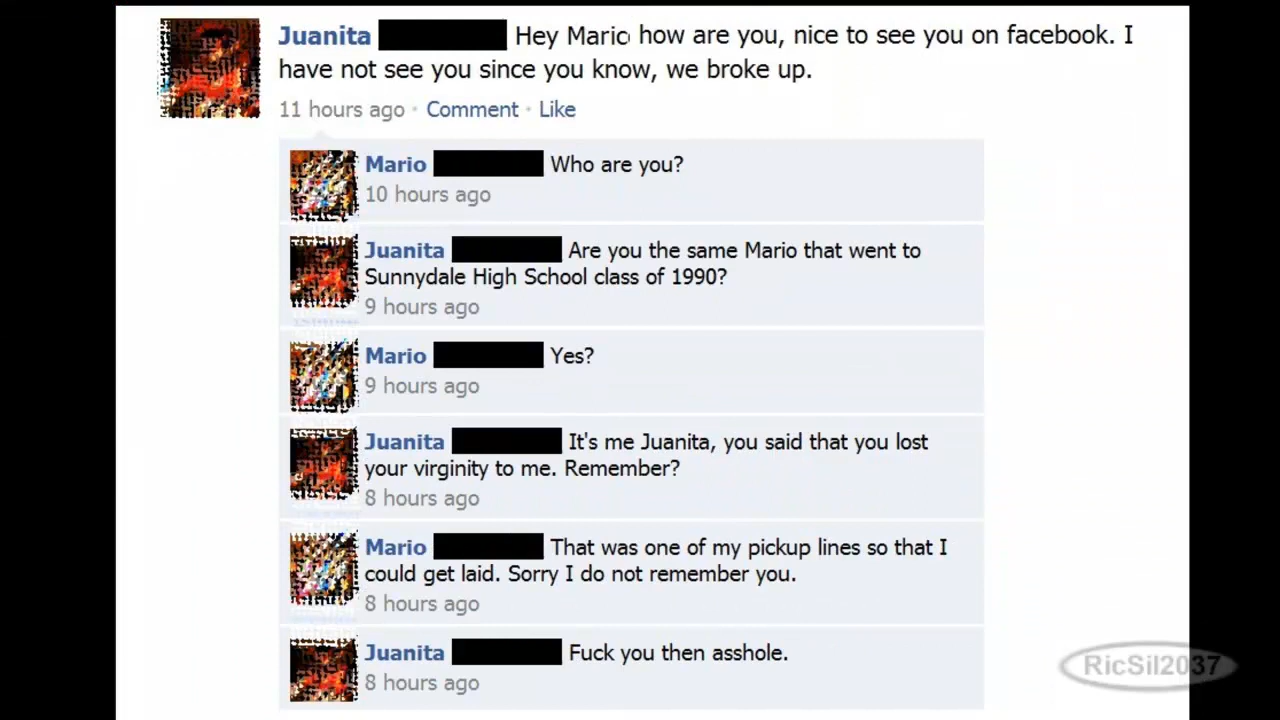 Juanita Hey Mario how are you, nice to see you on facebook. I
have not see you since you know, we broke up.
11 hours ago · Comment · Like
Mario Who are you?
10 hours ago
Juanita Are you the same Mario that went to
Sunnydale High School class of 1990?
9 hours ago
Mario Yes?
9 hours ago
Juanita It's me Juanita, you said that you lost
your virginity to me. Remember?
8 hours ago
Mario That was one of my pickup lines so that I
could get laid. Sorry I do not remember you.
8 hours ago
Juanita Fuck you then asshole.
8 hours ago
RicSil2037